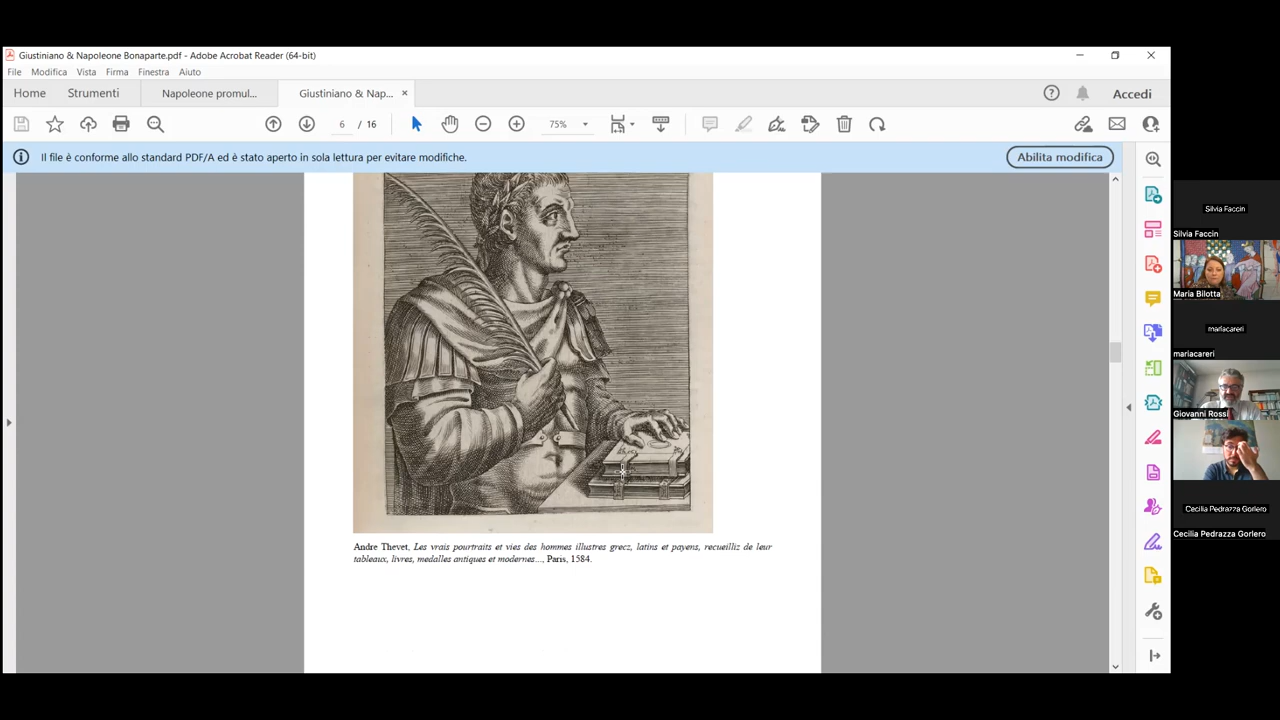 Giustiniano & Napoleone Bonaparte.pdf - Adobe Acrobat Reader (64-bit)
File Modifica Vista Firma Finestra Aiuto
Home Strumenti Napoleone promul... Giustiniano & Nap... × Accedi
6 / 16 75%
Il file è conforme allo standard PDF/A ed è stato aperto in sola lettura per evitare modifiche. Abilita modifica
Andre Thevet, Les vrais pourtraits et vies des hommes illustres grecz, latins et payens, recueilliz de leur
tableaux, livres, medalles antiques et modernes..., Paris, 1584.
Silvia Faccin
Silvia Faccin
Maria Bilotta
mariacareri
mariacareri
Giovanni Rossi
Cecilia Pedrazza Gorlero
Cecilia Pedrazza Gorlero